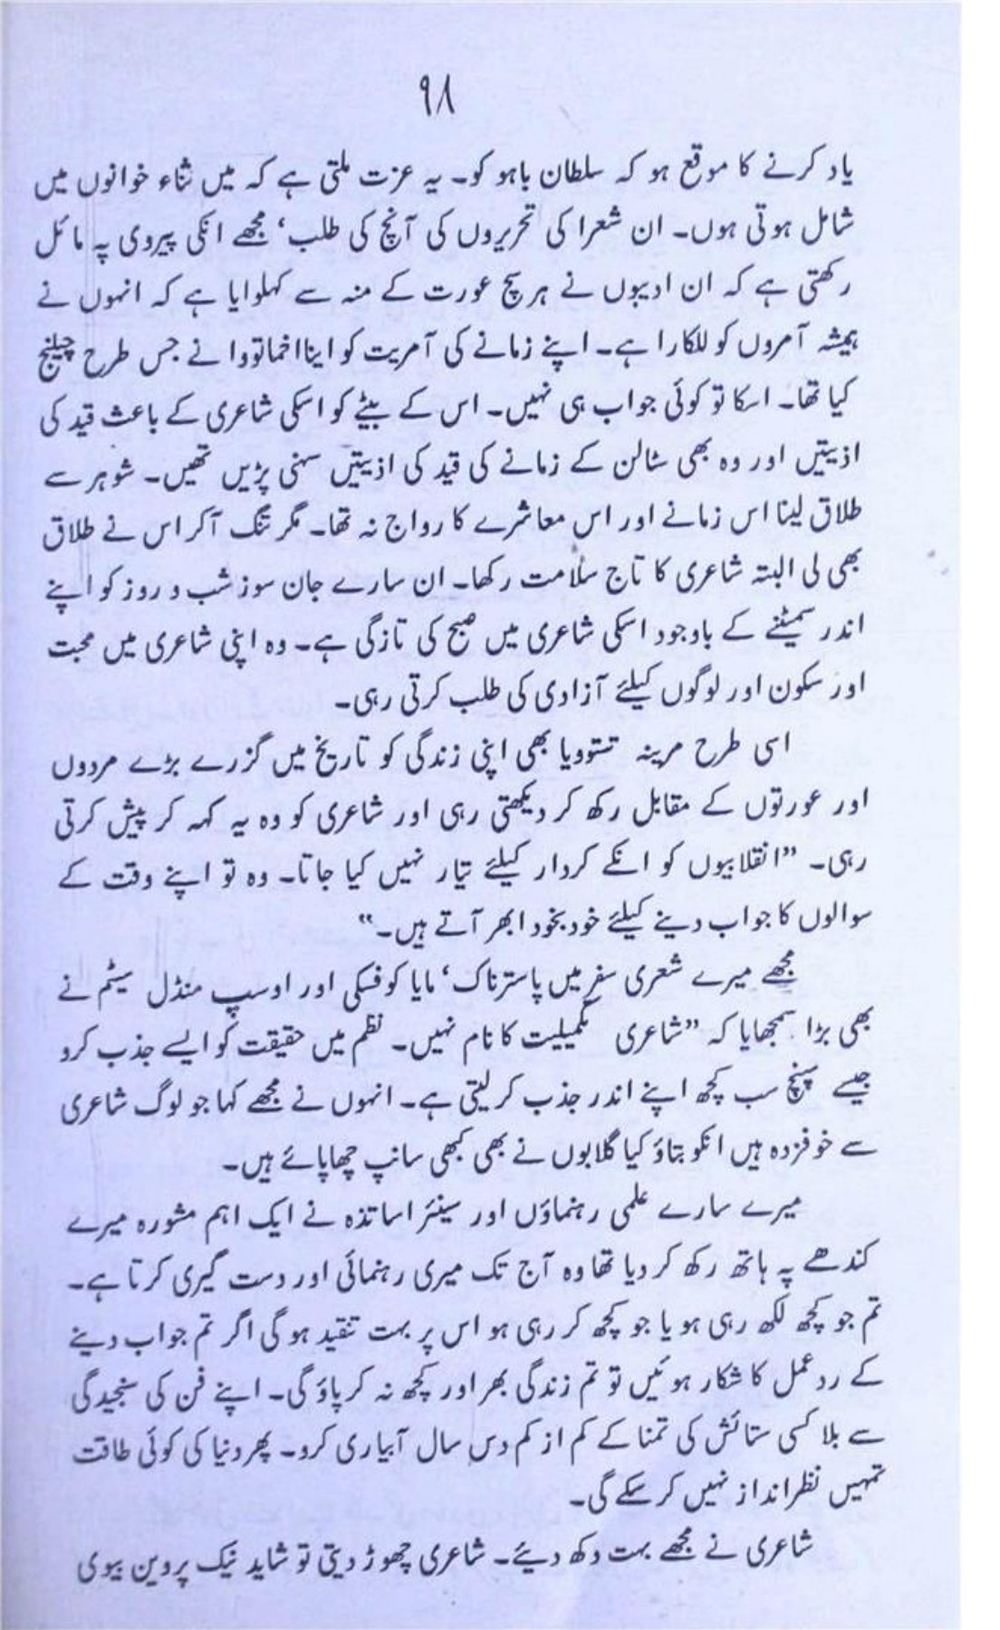 ۹۸
یاد کرنے کا موقع ہو کہ سلطان باہو کو۔ یہ عزت ملتی ہے کہ میں ثناء خوانوں میں
شامل ہوتی ہوں۔ ان شعرا کی تحریروں کی آنچ کی طلب، مجھے انکی پیروی پہ مائل
رکھتی ہے کہ ان ادیبوں نے ہر سچ عورت کے منہ سے کہلوایا ہے کہ انہوں نے
ہمیشہ آمروں کو للکارا ہے۔ اپنے زمانے کی آمریت کو اینااخماتووا نے جس طرح چیلنج
کیا تھا۔ اسکا تو کوئی جواب ہی نہیں۔ اس کے بیٹے کو اسکی شاعری کے باعث قید کی
اذیتیں اور وہ بھی سٹالن کے زمانے کی قید کی اذیتیں سہنی پڑیں تھیں۔ شوہر سے
طلاق لینا اس زمانے اور اس معاشرے کا رواج نہ تھا۔ مگر تنگ آکر اس نے طلاق
بھی لی البتہ شاعری کا تاج سلامت رکھا۔ ان سارے جان سوز شب و روز کو اپنے
اندر سمیٹنے کے باوجود اسکی شاعری میں صبح کی تازگی ہے۔ وہ اپنی شاعری میں محبت
اور سکون اور لوگوں کیلئے آزادی کی طلب کرتی رہی۔
اسی طرح مرینہ تستوویا بھی اپنی زندگی کو تاریخ میں گزرے بڑے مردوں
اور عورتوں کے مقابل رکھ کر دیکھتی رہی اور شاعری کو وہ یہ کہہ کر پیش کرتی
رہی۔ ”انقلابیوں کو انکے کردار کیلئے تیار نہیں کیا جاتا۔ وہ تو اپنے وقت کے
سوالوں کا جواب دینے کیلئے خودبخود ابھر آتے ہیں۔“
مجھے میرے شعری سفر میں پاسترناک، مایا کوفسکی اور اوسپ منڈل سیٹم نے
بھی بڑا سمجھایا کہ ”شاعری تکمیلیت کا نام نہیں۔ نظم میں حقیقت کو ایسے جذب کرو
جیسے سپنج سب کچھ اپنے اندر جذب کر لیتی ہے۔ انہوں نے مجھے کہا جو لوگ شاعری
سے خوفزدہ ہیں انکو بتاؤ کیا گلابوں نے بھی کبھی سانپ چھاپائے ہیں۔
میرے سارے علمی رہنماؤں اور سینئر اساتذہ نے ایک اہم مشورہ میرے
کندھے پہ ہاتھ رکھ کر دیا تھا وہ آج تک میری رہنمائی اور دست گیری کرتا ہے۔
تم جو کچھ لکھ رہی ہو یا جو کچھ کر رہی ہو اس پر بہت تنقید ہوگی اگر تم جواب دینے
کے ردعمل کا شکار ہوئیں تو تم زندگی بھر اور کچھ نہ کر پاؤ گی۔ اپنے فن کی سنجیدگی
سے بلا کسی ستائش کی تمنا کے کم از کم دس سال آبیاری کرو۔ پھر دنیا کی کوئی طاقت
تمہیں نظرانداز نہیں کر سکے گی۔
شاعری نے مجھے بہت دکھ دیئے۔ شاعری چھوڑ دیتی تو شاید نیک پروین بیوی